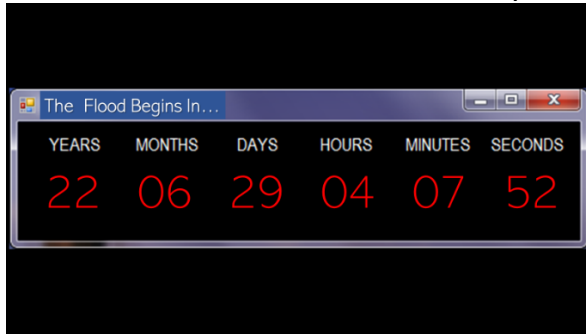 The Flood Begins In...
YEARS MONTHS DAYS HOURS MINUTES SECONDS
22 06 29 04 07 52